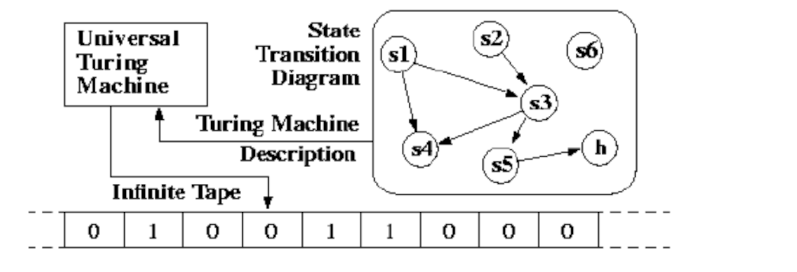 Universal
Turing
Machine
State
Transition
Diagram
s1
s2
s6
s3
s4
s5
h
Turing Machine
Description
Infinite Tape
0 1 0 0 1 1 0 0 0